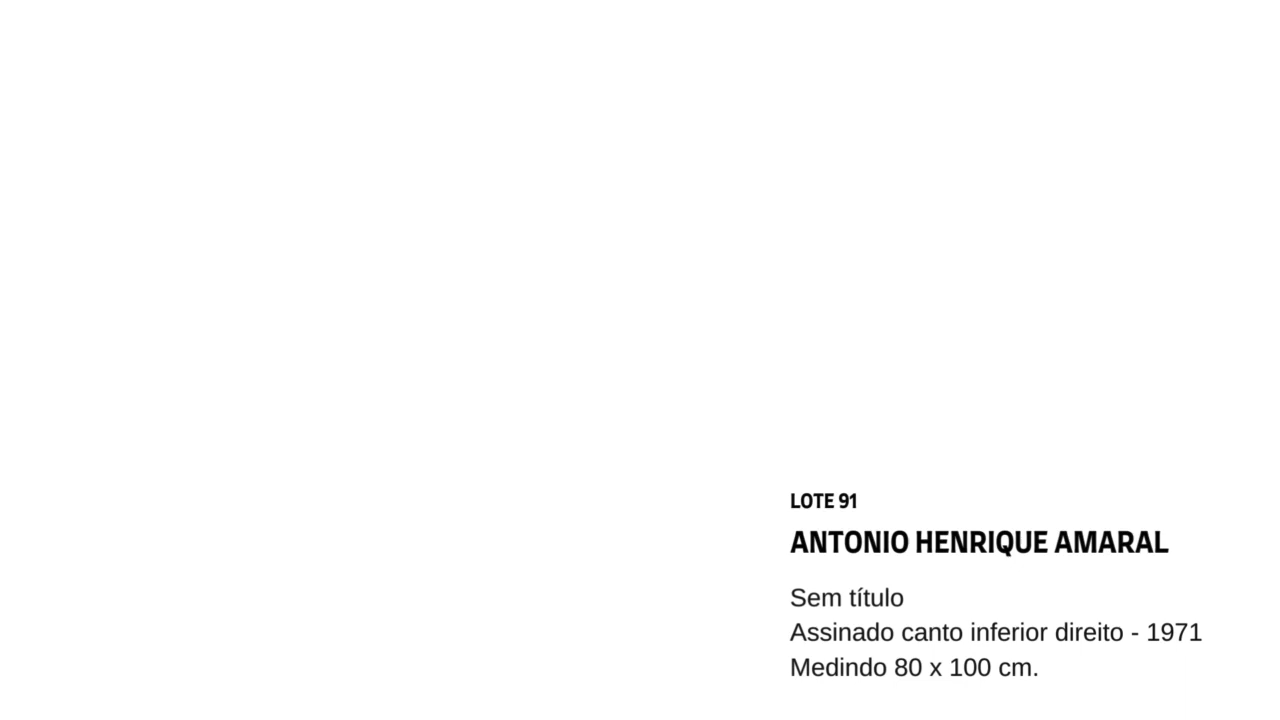 LOTE 91
ANTONIO HENRIQUE AMARAL
Sem título
Assinado canto inferior direito - 1971
Medindo 80 x 100 cm.